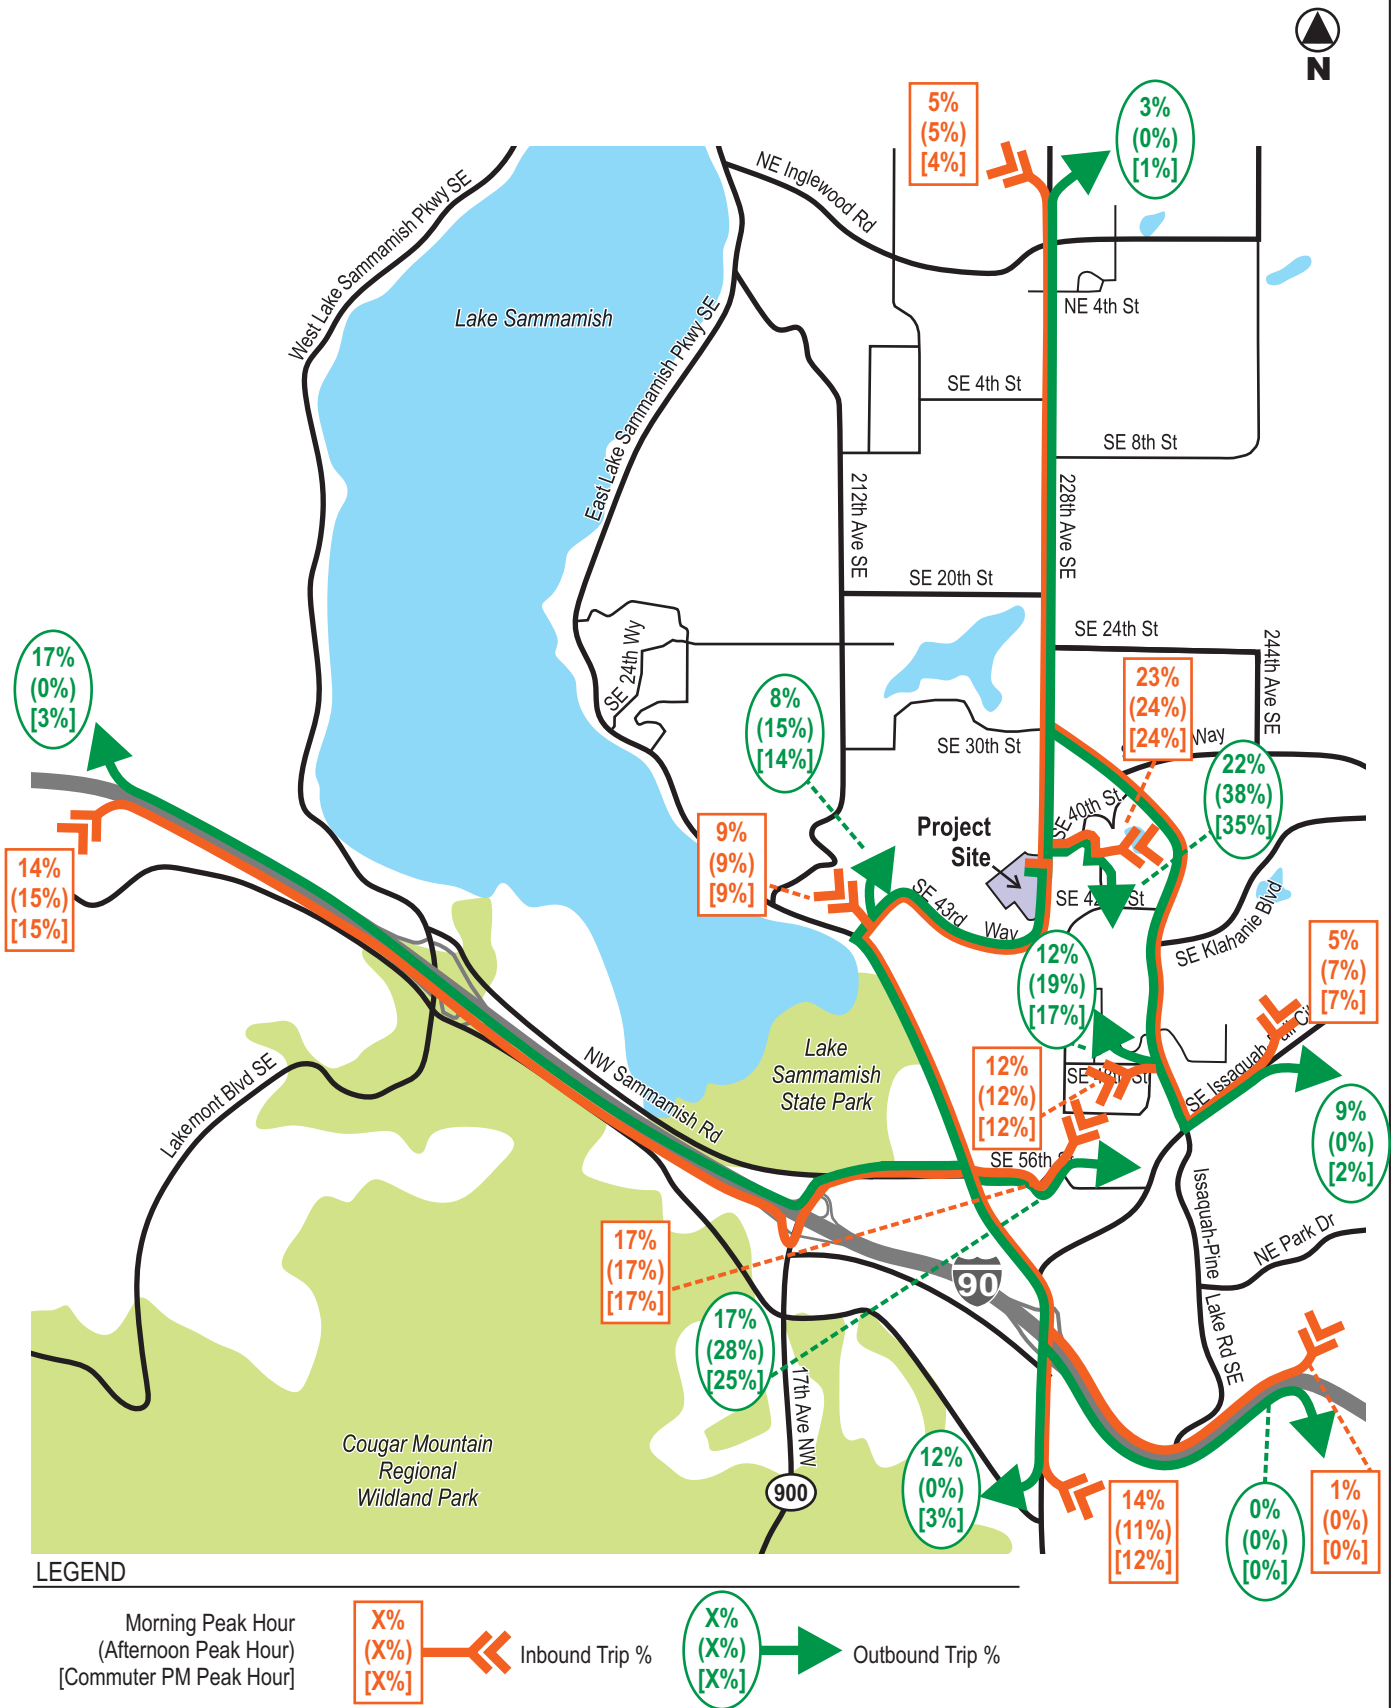 N
5%
(5%)
[4%]
3%
(0%)
[1%]
West Lake Sammamish Pkwy SE
NE Inglewood Rd
Lake Sammamish
East Lake Sammamish Pkwy SE
NE 4th St
SE 4th St
SE 8th St
212th Ave SE
228th Ave SE
SE 20th St
SE 24th St
244th Ave SE
SE 24th Wy
17%
(0%)
[3%]
8%
(15%)
[14%]
SE 30th St
23%
(24%)
[24%]
Way
22%
(38%)
[35%]
SE 40th St
Project
Site
9%
(9%)
[9%]
14%
(15%)
[15%]
SE 43rd
Way
SE 42 St
SE Klahanie Blvd
12%
(19%)
[17%]
5%
(7%)
[7%]
Lake
Sammamish
State Park
12%
(12%)
[12%]
SE 48th St
SE Issaquah-Fall Ci
NW Sammamish Rd
Lakemont Blvd SE
SE 56th S
9%
(0%)
[2%]
Issaquah-Pine Lake Rd SE
NE Park Dr
17%
(17%)
[17%]
90
17%
(28%)
[25%]
17th Ave NW
Cougar Mountain
Regional
Wildland Park
900
12%
(0%)
[3%]
14%
(11%)
[12%]
0%
(0%)
[0%]
1%
(0%)
[0%]
LEGEND
Morning Peak Hour
(Afternoon Peak Hour)
[Commuter PM Peak Hour]
X%
(X%)
[X%]
Inbound Trip %
X%
(X%)
[X%]
Outbound Trip %